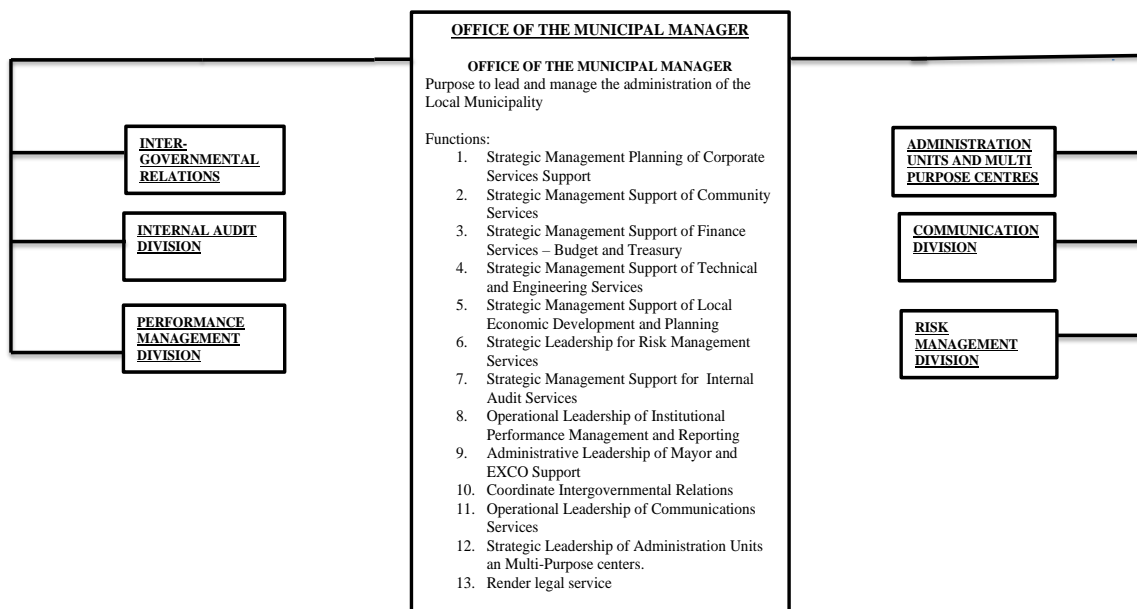 OFFICE OF THE MUNICIPAL MANAGER
OFFICE OF THE MUNICIPAL MANAGER
Purpose to lead and manage the administration of the
Local Municipality
Functions:
1. Strategic Management Planning of Corporate
Services Support
2. Strategic Management Support of Community
Services
3. Strategic Management Support of Finance
Services – Budget and Treasury
4. Strategic Management Support of Technical
and Engineering Services
5. Strategic Management Support of Local
Economic Development and Planning
6. Strategic Leadership for Risk Management
Services
7. Strategic Management Support for Internal
Audit Services
8. Operational Leadership of Institutional
Performance Management and Reporting
9. Administrative Leadership of Mayor and
EXCO Support
10. Coordinate Intergovernmental Relations
11. Operational Leadership of Communications
Services
12. Strategic Leadership of Administration Units
an Multi-Purpose centers.
13. Render legal service
INTER-
GOVERNMENTAL
RELATIONS
INTERNAL AUDIT
DIVISION
PERFORMANCE
MANAGEMENT
DIVISION
ADMINISTRATION
UNITS AND MULTI
PURPOSE CENTRES
COMMUNICATION
DIVISION
RISK
MANAGEMENT
DIVISION